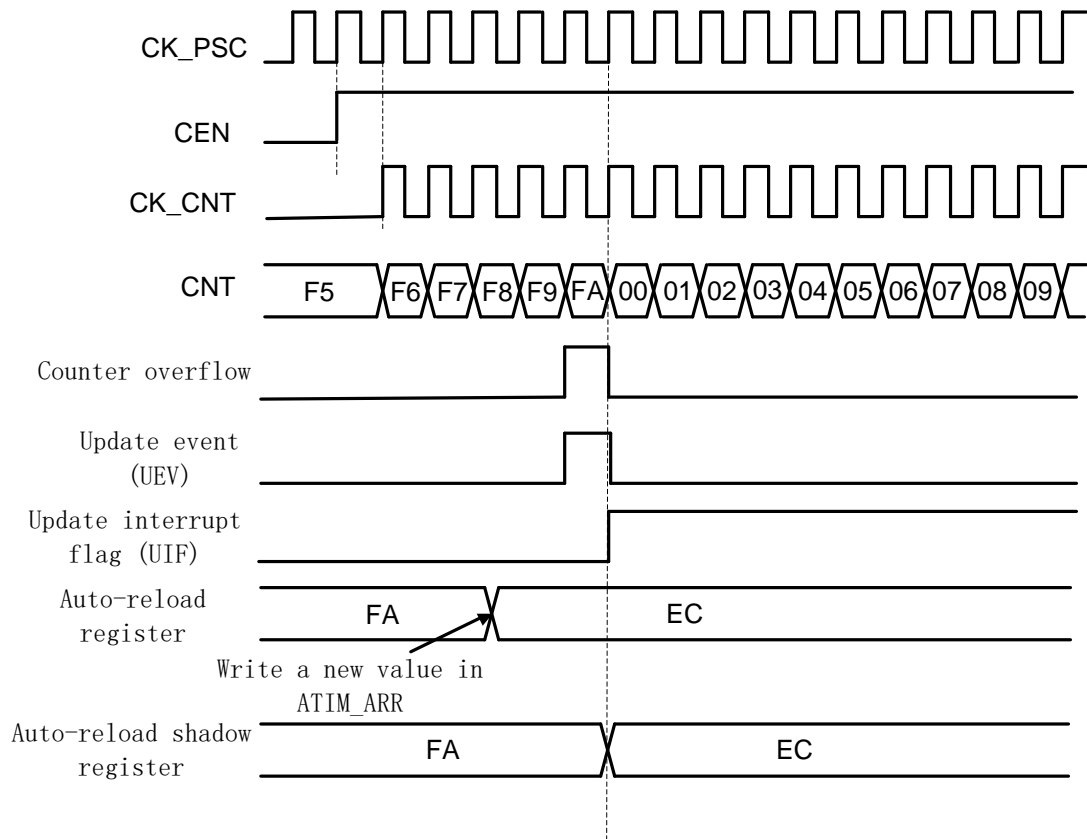 CK_PSC
CEN
CK_CNT
CNT
F5 F6 F7 F8 F9 FA 00 01 02 03 04 05 06 07 08 09
Counter overflow
Update event
(UEV)
Update interrupt
flag (UIF)
Auto-reload
register
FA EC
Write a new value in
ATIM_ARR
Auto-reload shadow
register
FA EC